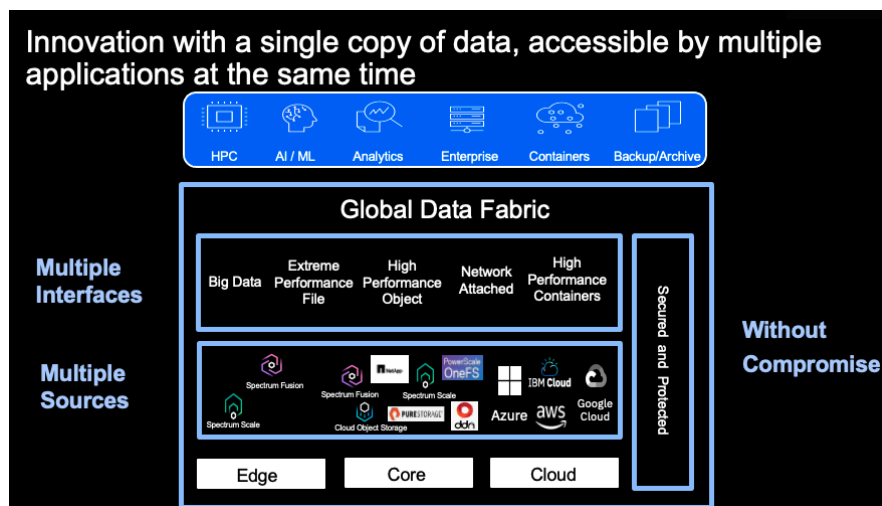 Innovation with a single copy of data, accessible by multiple
applications at the same time
HPC
AI / ML
Analytics
Enterprise
Containers
Backup/Archive
Global Data Fabric
Multiple
Interfaces
Big Data
Extreme
Performance
File
High
Performance
Object
Network
Attached
High
Performance
Containers
Secured and Protected
Without
Compromise
Multiple
Sources
Spectrum Fusion
Spectrum Scale
Spectrum Fusion
NetApp
Spectrum Scale
PowerScale
OneFS
Cloud Object Storage
PURESTORAGE
ddn
Azure
IBM Cloud
aws
Google
Cloud
Edge
Core
Cloud